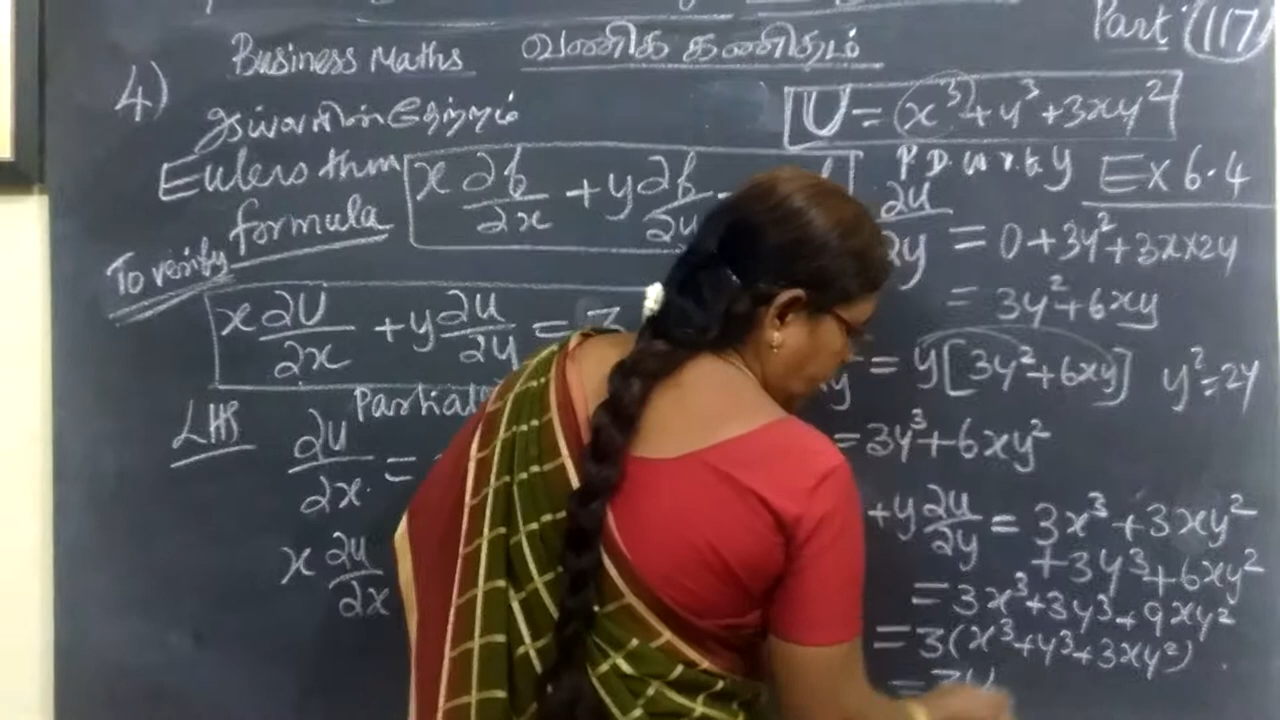 Part (117)
Business Maths வணிக கணிதம்
4)
U = x³ + y³ + 3xy²
Eulers thm
formula
x ∂f/∂x + y ∂f/∂y
P.D w.r.t y Ex 6.4
∂u/∂y = 0 + 3y² + 3x × 2y
= 3y² + 6xy
To verify
x ∂U/∂x + y ∂u/∂y = 3
= y[3y² + 6xy] y² = 2y
= 3y³ + 6xy²
LHS
∂u/∂x =
x ∂u/∂x
+ y ∂u/∂y = 3x³ + 3xy²
+ 3y³ + 6xy²
= 3x³ + 3y³ + 9xy²
= 3(x³ + y³ + 3xy²)
= 3u